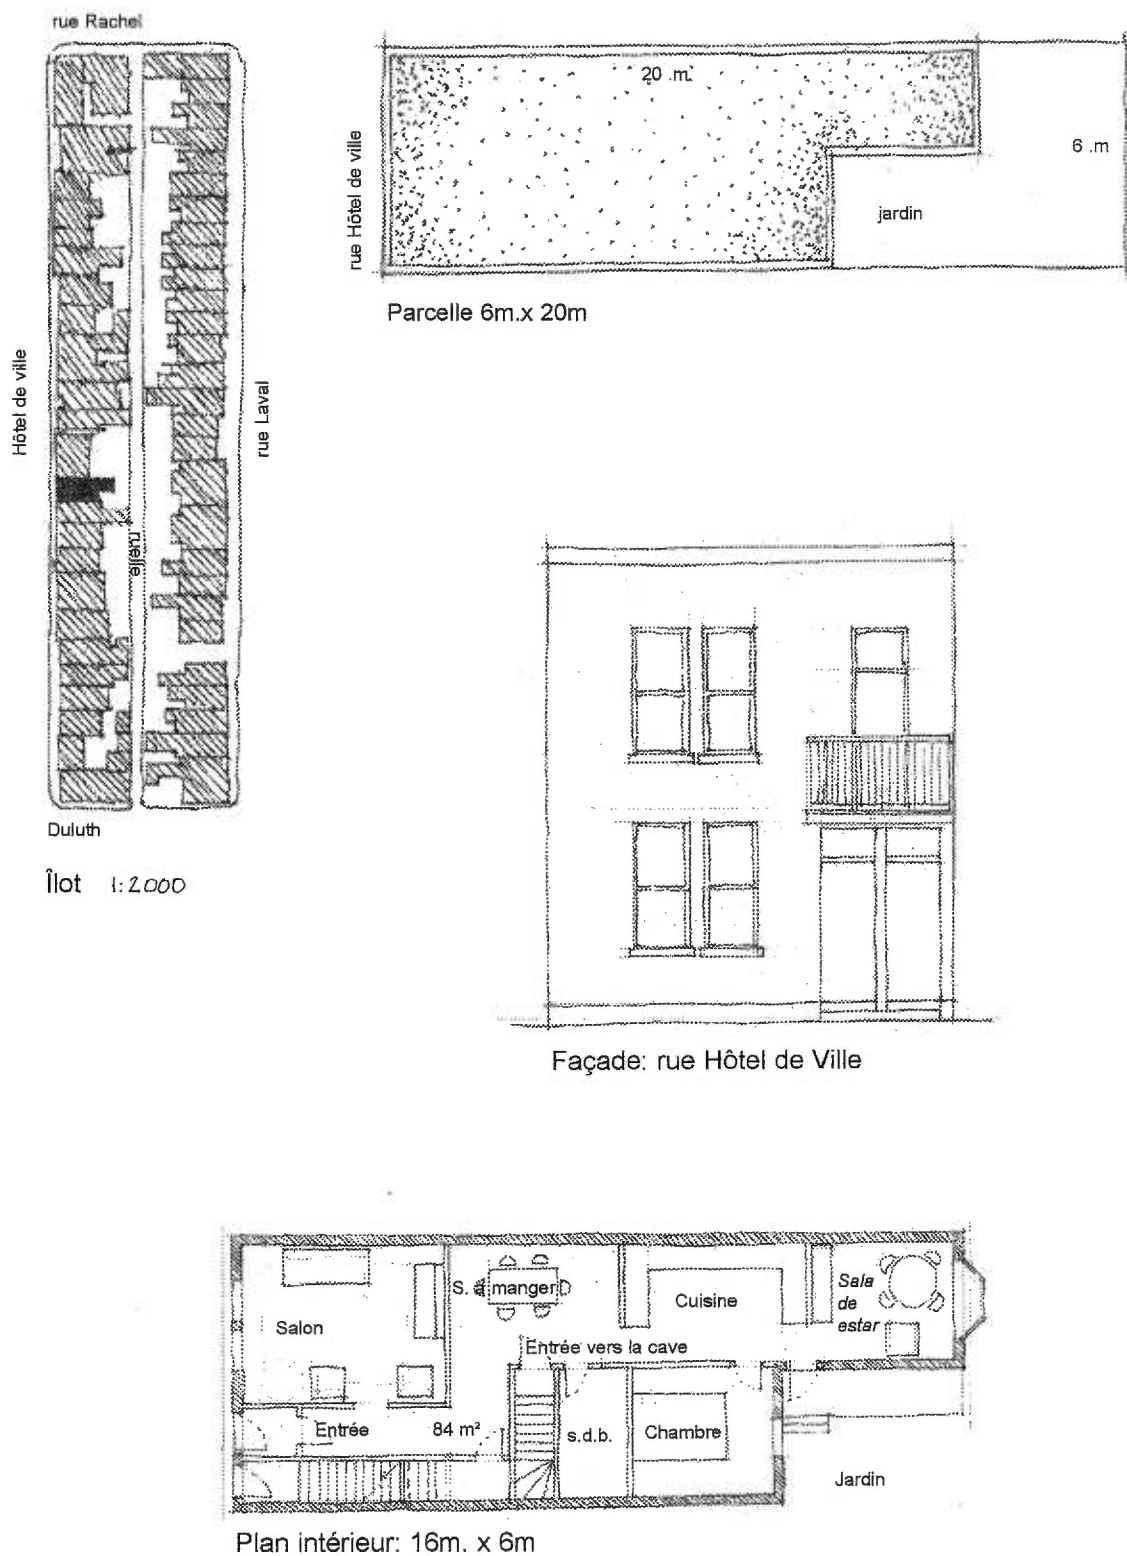 rue Rachel
Hôtel de ville
rue Laval
ruelle
Duluth
Îlot 1:2000
20 .m.
rue Hôtel de ville
6 .m
jardin
Parcelle 6m.x 20m
Façade: rue Hôtel de Ville
S. à manger
Cuisine
Sala
de
estar
Salon
Entrée vers la cave
Entrée
84 m²
s.d.b.
Chambre
Jardin
Plan intérieur: 16m. x 6m